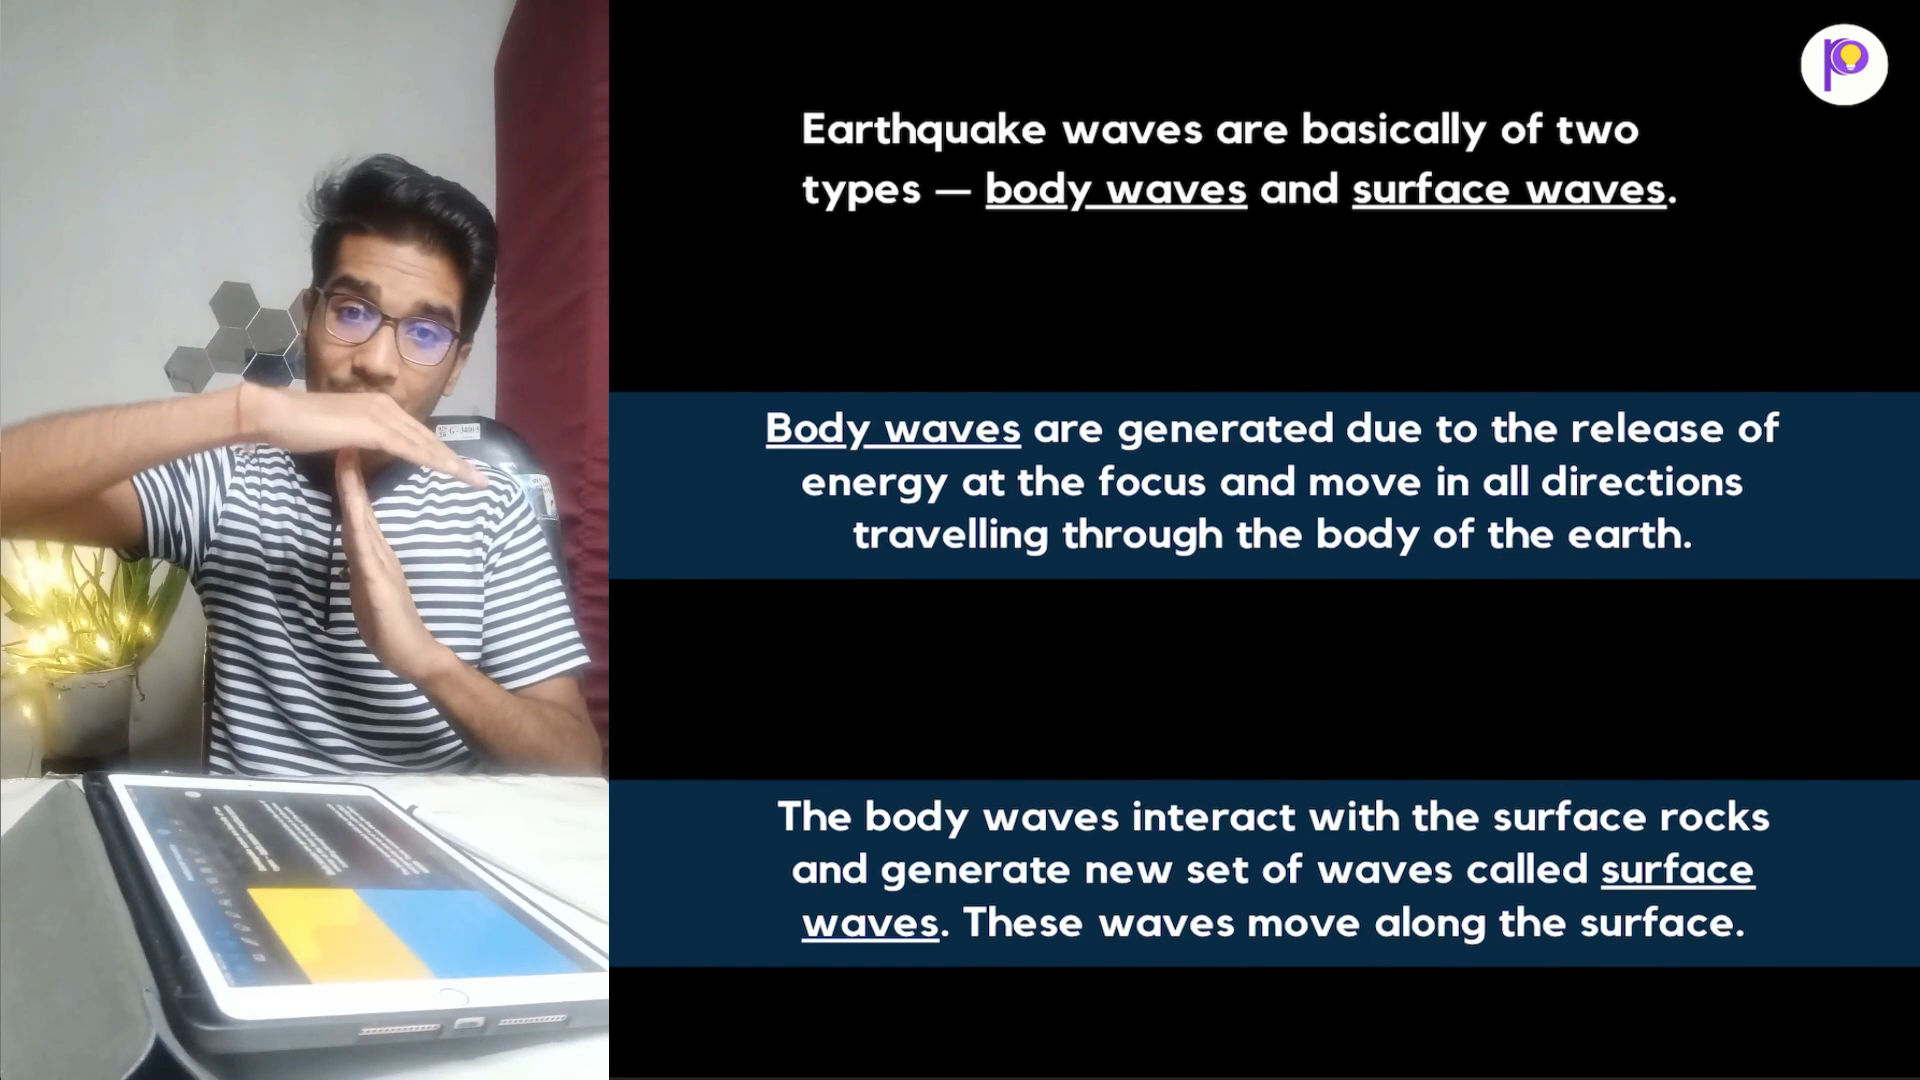 Earthquake waves are basically of two
types — body waves and surface waves.
Body waves are generated due to the release of
energy at the focus and move in all directions
travelling through the body of the earth.
The body waves interact with the surface rocks
and generate new set of waves called surface
waves. These waves move along the surface.